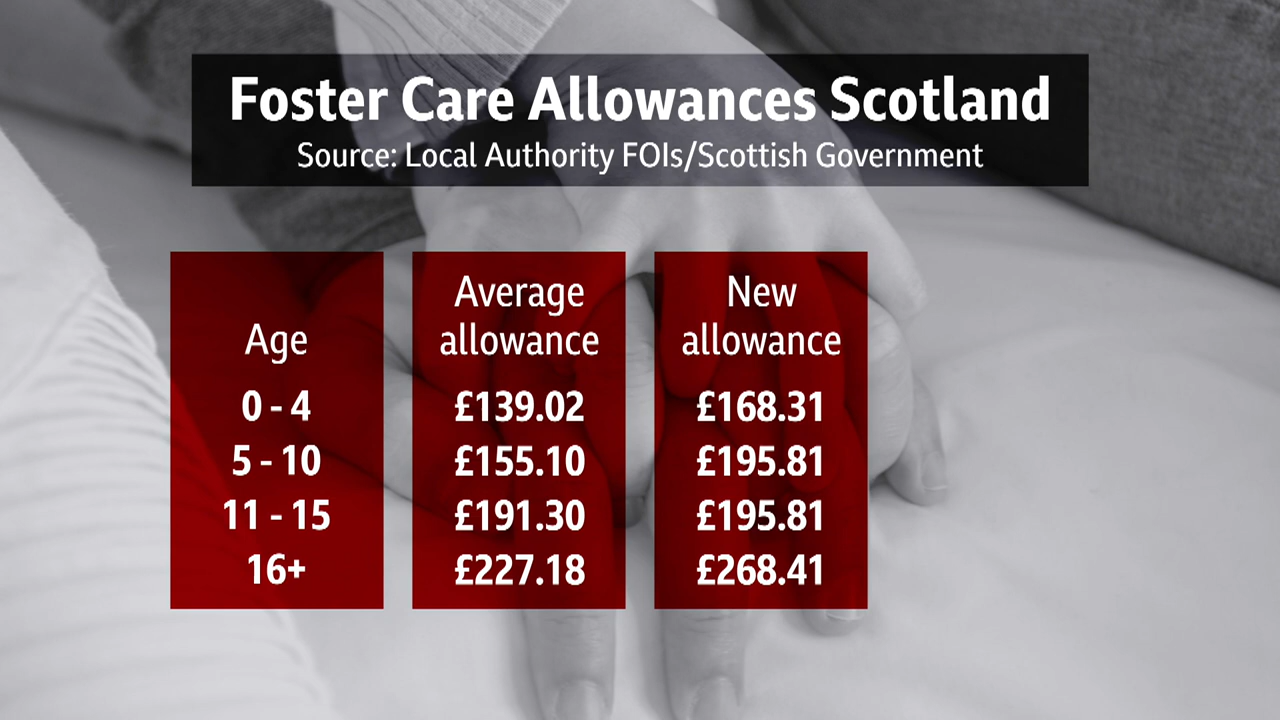 Foster Care Allowances Scotland
Source: Local Authority FOIs/Scottish Government
Age
Average allowance
New allowance
0 - 4 £139.02 £168.31
5 - 10 £155.10 £195.81
11 - 15 £191.30 £195.81
16+ £227.18 £268.41